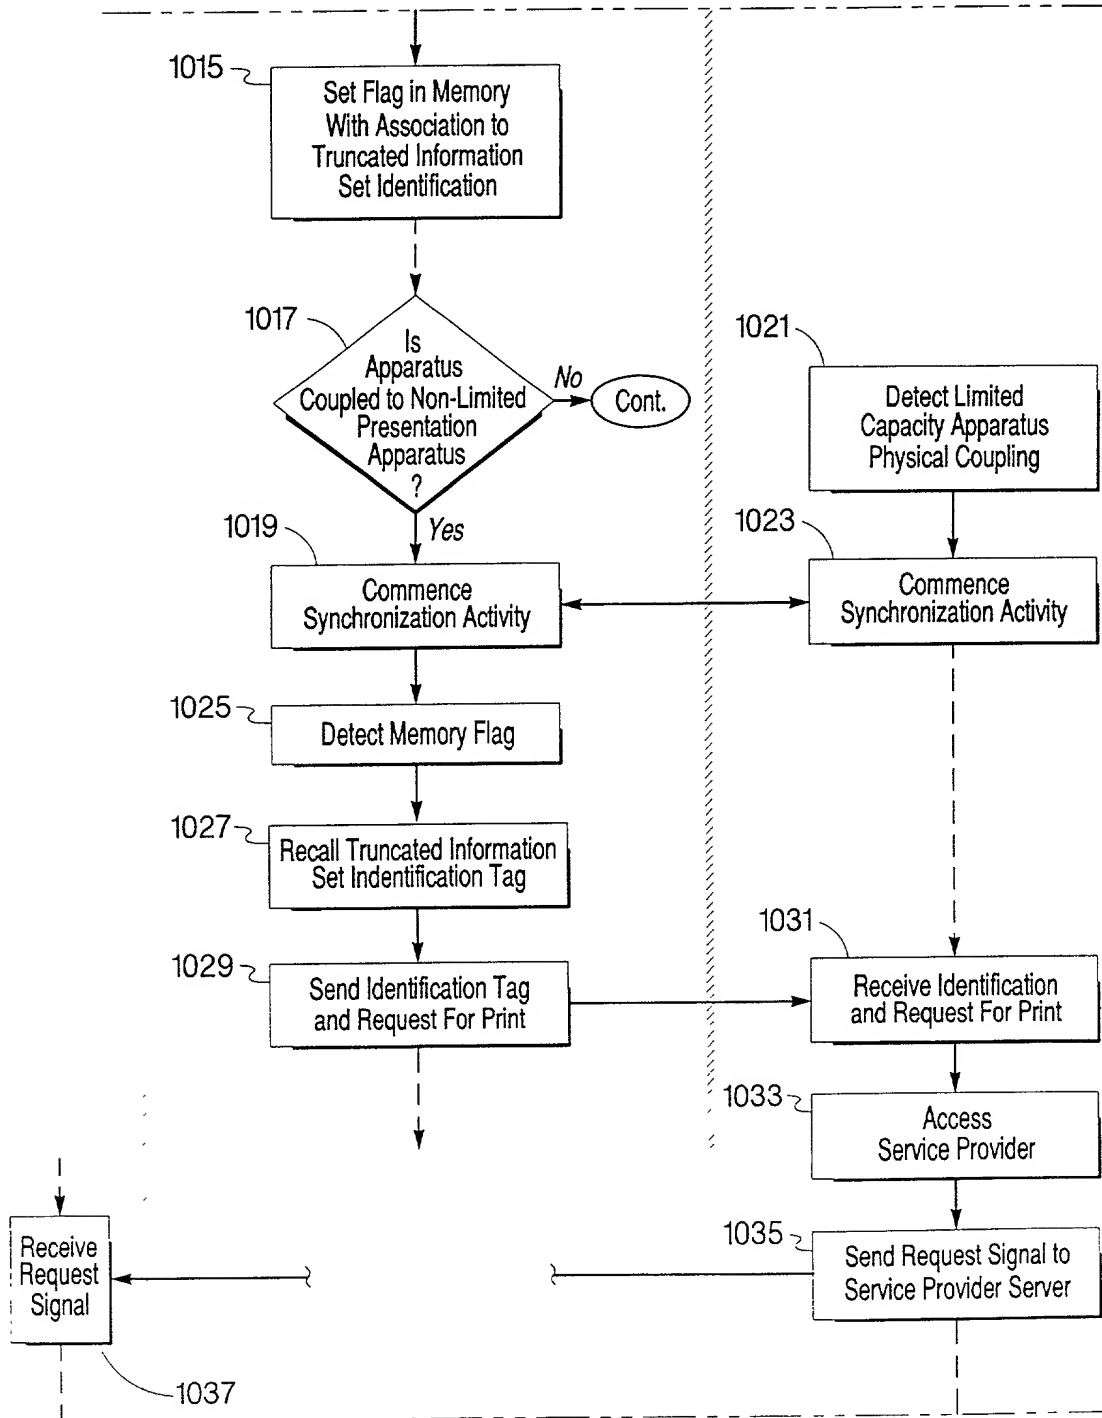 1015
Set Flag in Memory
With Association to
Truncated Information
Set Identification
1017
Is
Apparatus
Coupled to Non-Limited
Presentation
Apparatus
?
No
Cont.
Yes
1021
Detect Limited
Capacity Apparatus
Physical Coupling
1019
Commence
Synchronization Activity
1023
Commence
Synchronization Activity
1025
Detect Memory Flag
1027
Recall Truncated Information
Set Indentification Tag
1029
Send Identification Tag
and Request For Print
1031
Receive Identification
and Request For Print
1033
Access
Service Provider
1035
Send Request Signal to
Service Provider Server
Receive
Request
Signal
1037